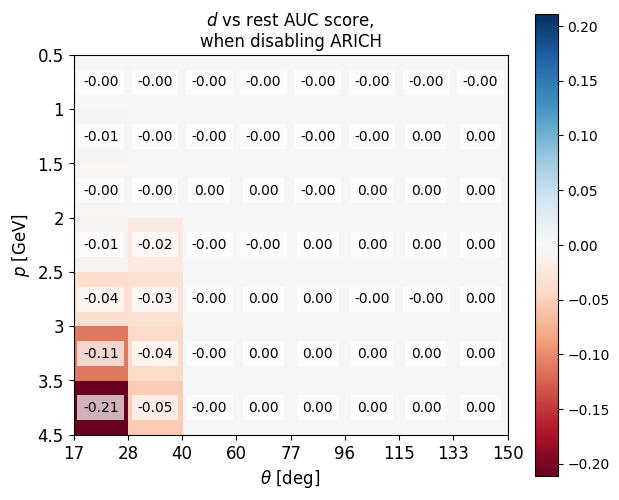 d vs rest AUC score,
when disabling ARICH
0.5
-0.00 -0.00 -0.00 -0.00 -0.00 -0.00 -0.00 -0.00
1
-0.01 -0.00 -0.00 -0.00 -0.00 -0.00 0.00 0.00
1.5
-0.00 -0.00 0.00 0.00 -0.00 0.00 0.00 0.00
2
-0.01 -0.02 -0.00 -0.00 0.00 0.00 0.00 0.00
2.5
-0.04 -0.03 -0.00 0.00 0.00 -0.00 -0.00 0.00
3
-0.11 -0.04 -0.00 0.00 0.00 0.00 0.00 0.00
3.5
-0.21 -0.05 -0.00 0.00 0.00 0.00 0.00 0.00
4.5
p [GeV]
17 28 40 60 77 96 115 133 150
θ [deg]
0.20
0.15
0.10
0.05
0.00
−0.05
−0.10
−0.15
−0.20